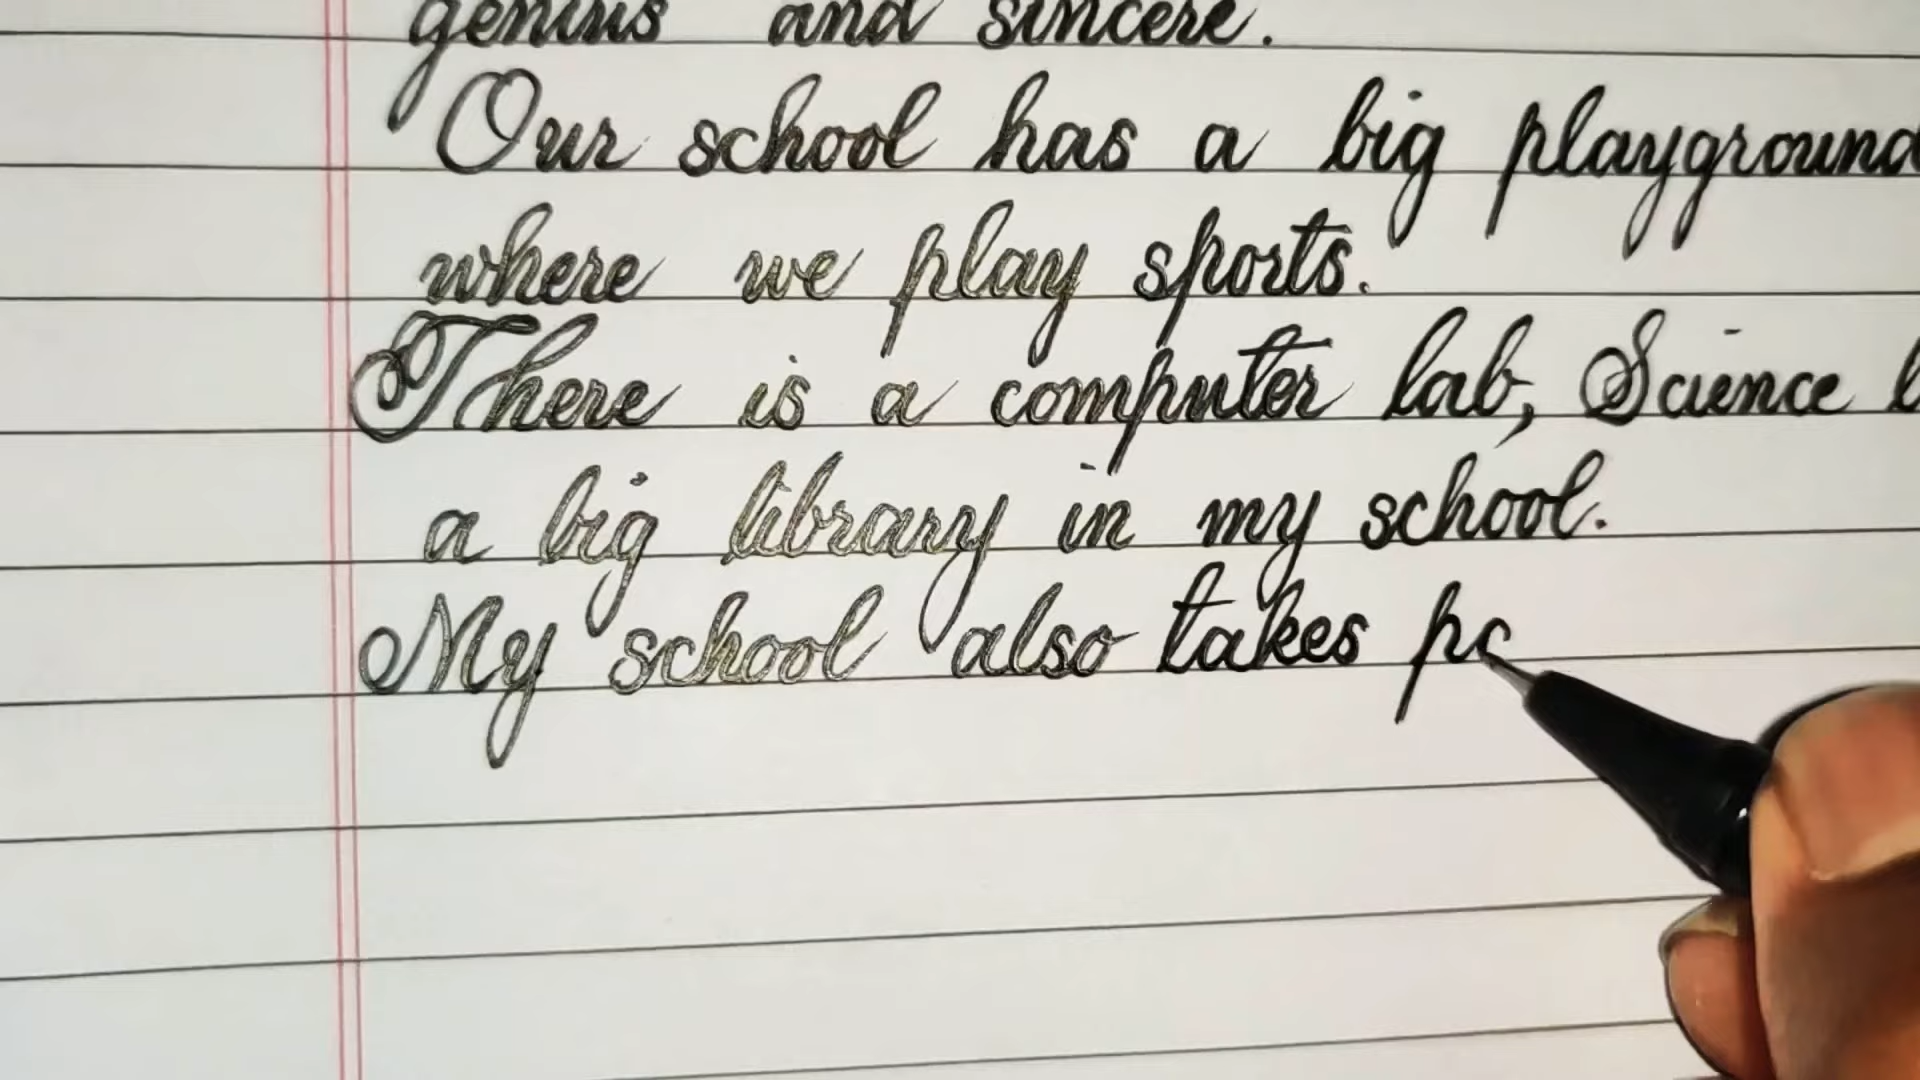 genius and sincere.
Our school has a big playground
where we play sports.
There is a computer lab, Science
a big library in my school.
My school also takes